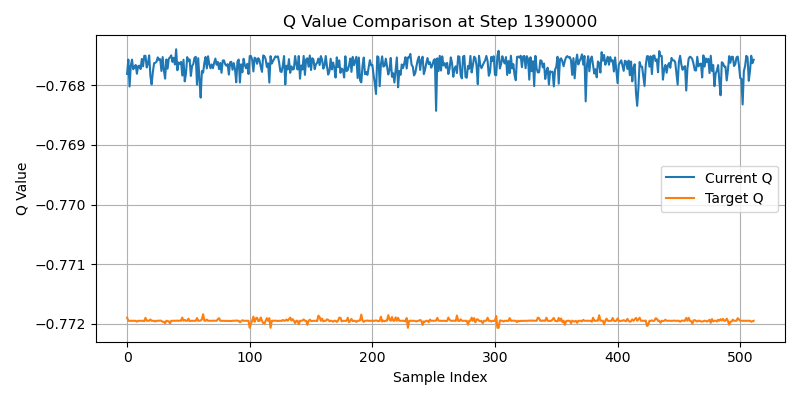 Q Value Comparison at Step 1390000
Q Value
−0.768
−0.769
−0.770
−0.771
−0.772
Current Q
Target Q
0 100 200 300 400 500
Sample Index